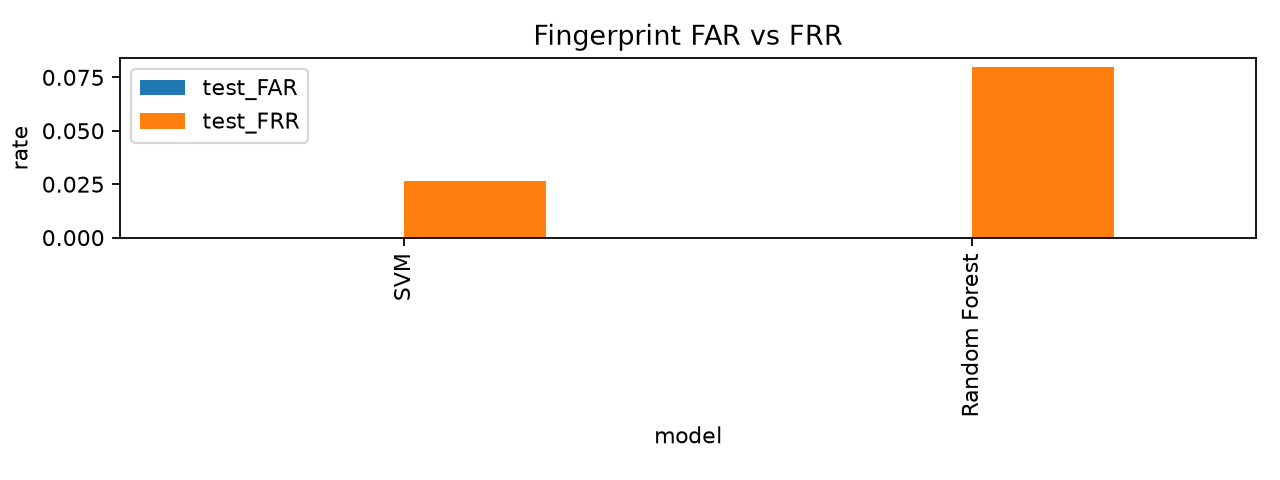 Fingerprint FAR vs FRR
test_FAR
test_FRR
rate
0.075
0.050
0.025
0.000
SVM
Random Forest
model